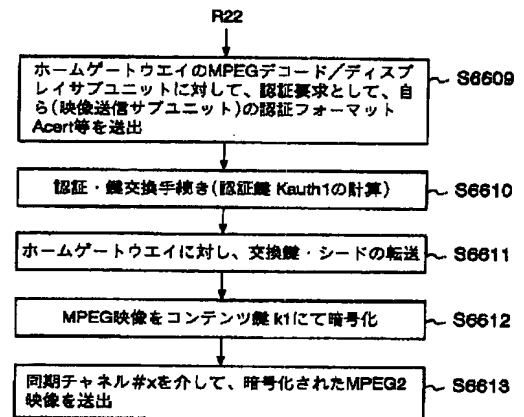 R22
ホームゲートウエイのMPEGデコード／ディスプ
レイサブユニットに対して、認証要求として、自
ら(映像送信サブユニット)の認証フォーマット
Acert等を送出
S6609
認証・鍵交換手続き(認証鍵 Kauth1の計算)
S6610
ホームゲートウエイに対し、交換鍵・シードの転送
S6611
MPEG映像をコンテンツ鍵 k1にて暗号化
S6612
同期チャネル#xを介して、暗号化されたMPEG2
映像を送出
S6613